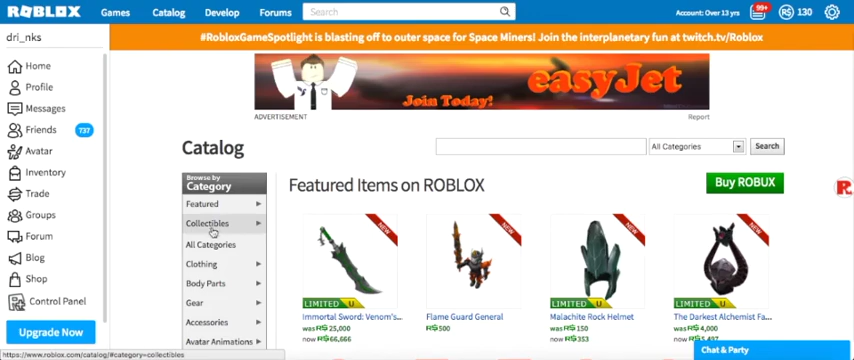 ROBLOX Games Catalog Develop Forums Search Account: Over 13 yrs 99+ R$ 130
dri_nks
#RobloxGameSpotlight is blasting off to outer space for Space Miners! Join the interplanetary fun at twitch.tv/Roblox
Home
Profile
Messages
Friends 737
Avatar
Inventory
Trade
Groups
Forum
Blog
Shop
Control Panel
Upgrade Now
easyJet
Join Today!
ADVERTISEMENT Report
Catalog
All Categories Search
Browse by
Category
Featured
Collectibles
All Categories
Clothing
Body Parts
Gear
Accessories
Avatar Animations
Featured Items on ROBLOX
Buy ROBUX
NEW NEW NEW NEW
LIMITED U LIMITED U LIMITED U
Immortal Sword: Venom's... Flame Guard General Malachite Rock Helmet The Darkest Alchemist Fa...
was R$ 25,000 R$ 500 was R$ 150 was R$ 4,000
now R$ 66,666 now R$ 353 now R$ 5,497
Chat & Party
https://www.roblox.com/catalog/#category=collectibles